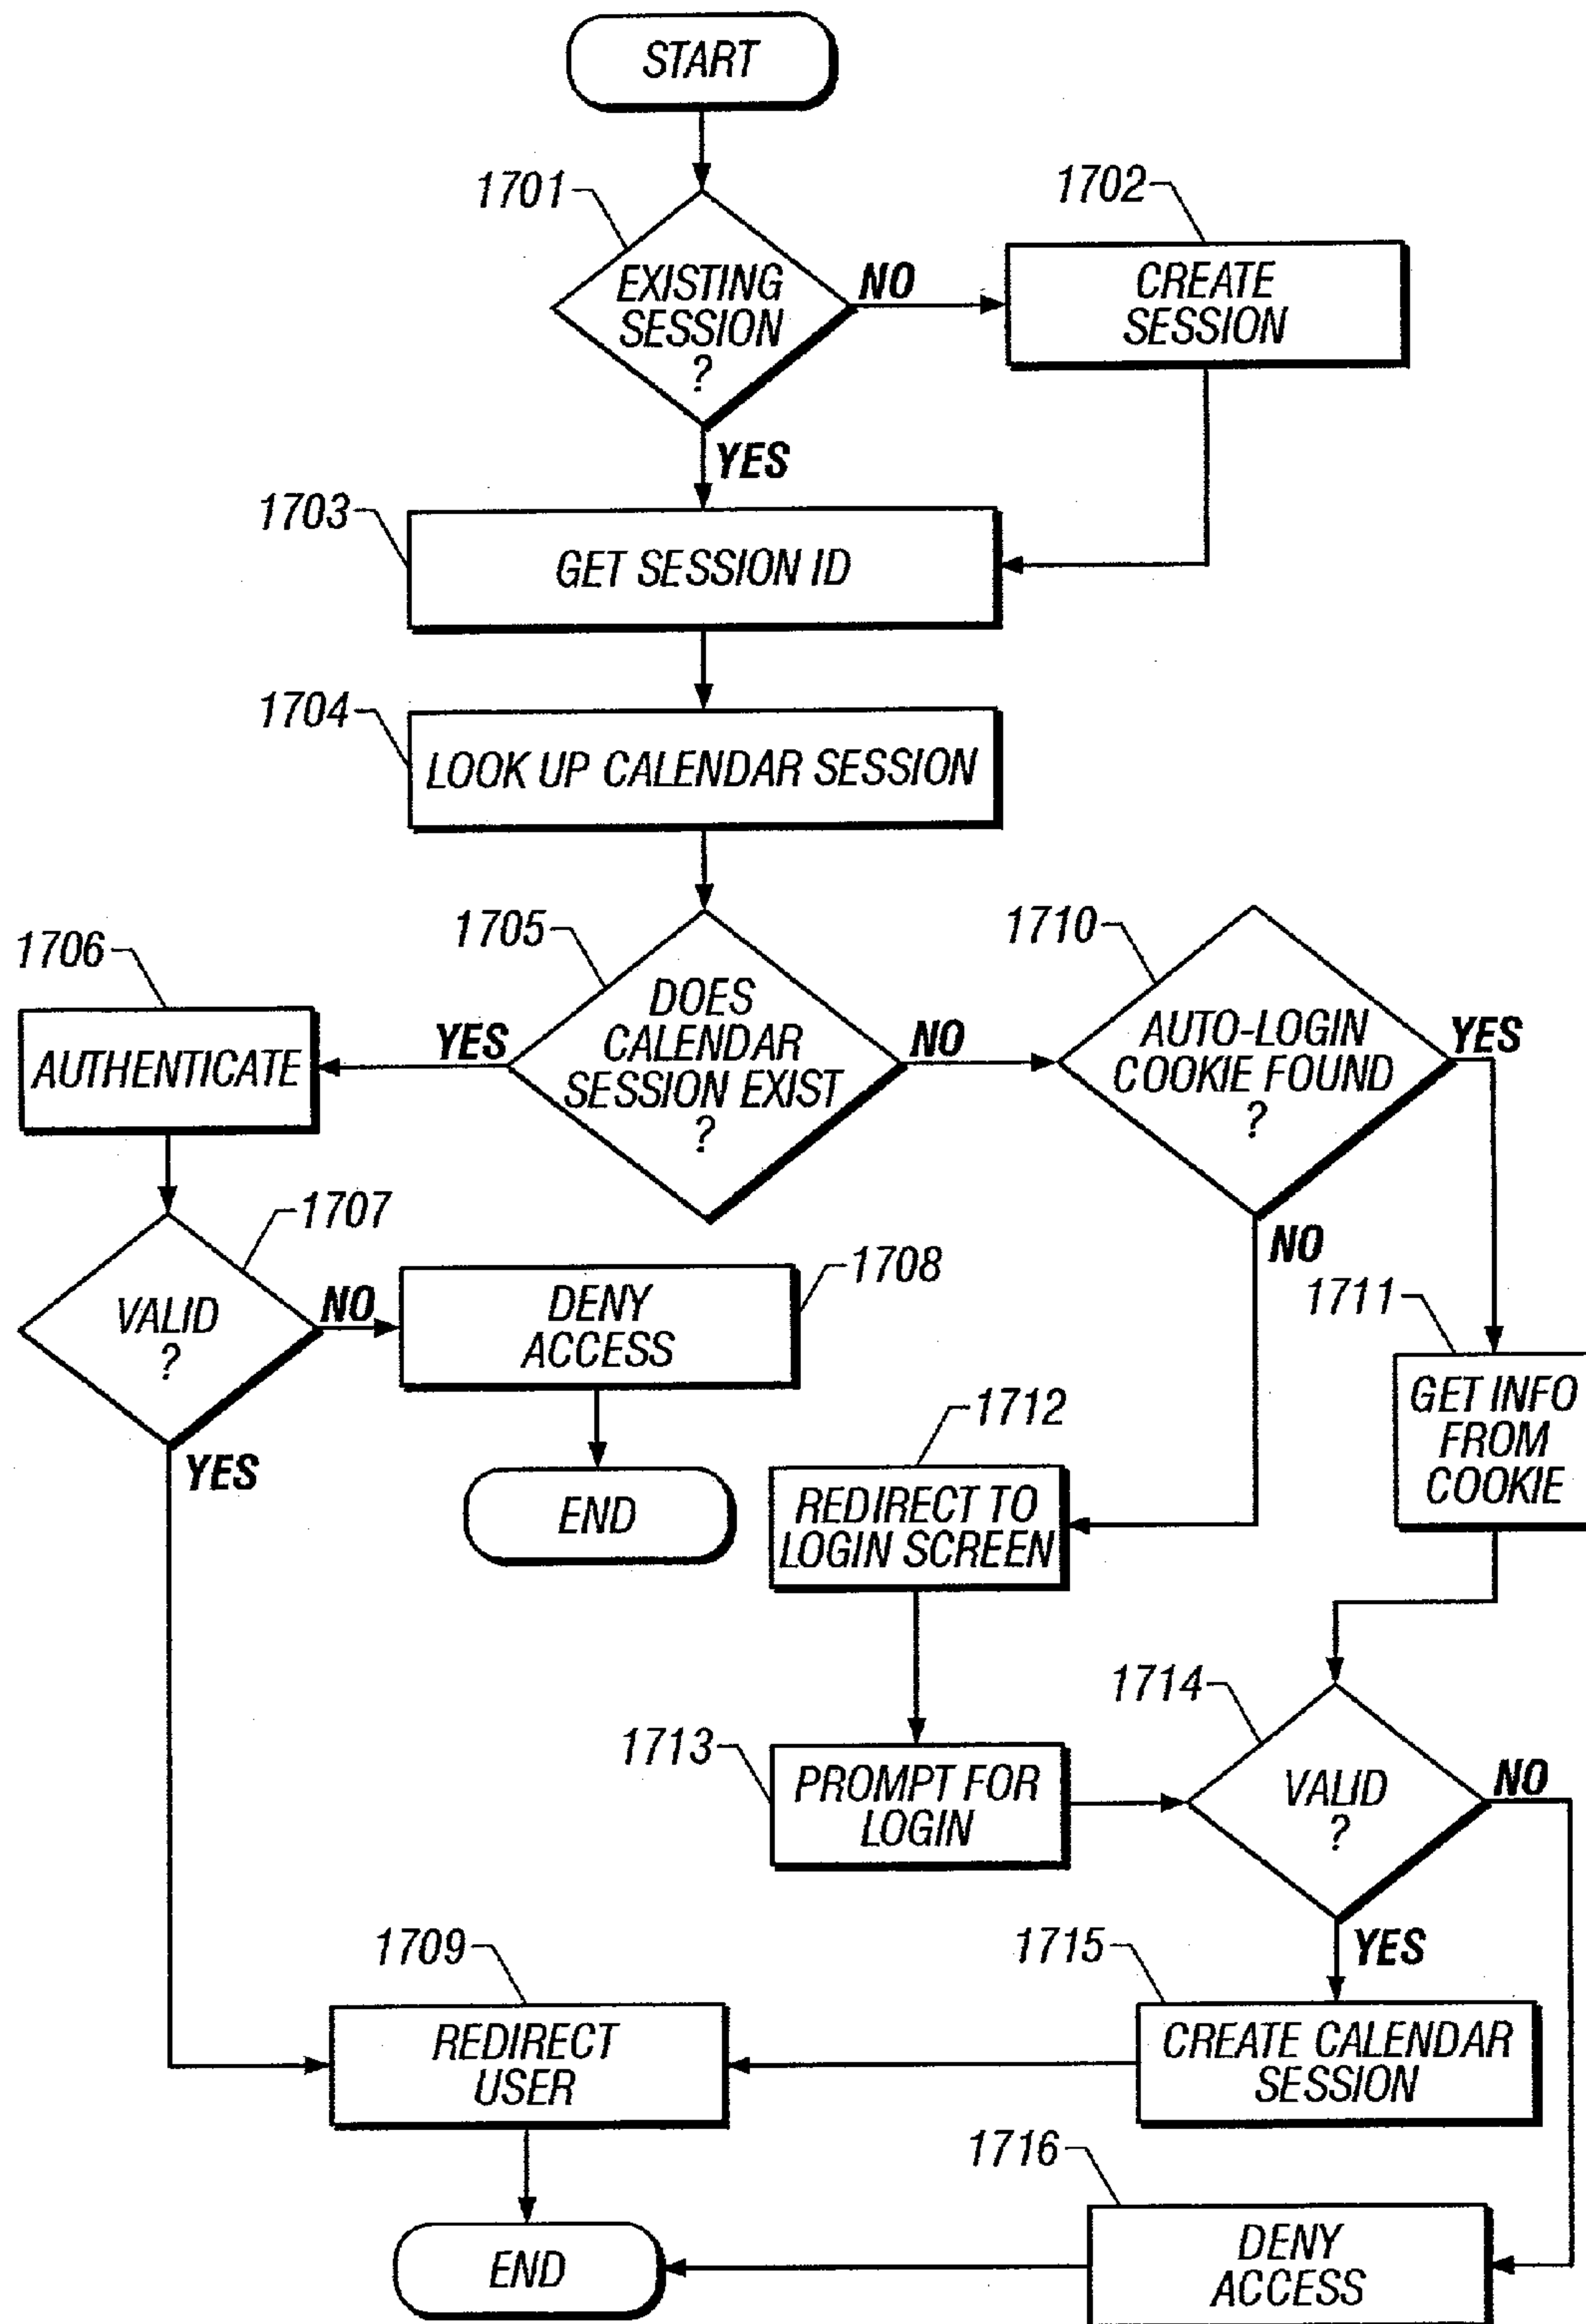 START
1701
1702
EXISTING
SESSION
?
NO
CREATE
SESSION
YES
1703
GET SESSION ID
1704
LOOK UP CALENDAR SESSION
1705
1710
1706
DOES
CALENDAR
SESSION EXIST
?
YES
NO
AUTO-LOGIN
COOKIE FOUND
?
YES
NO
AUTHENTICATE
1707
VALID
?
NO
YES
1708
DENY
ACCESS
END
1711
GET INFO
FROM
COOKIE
1712
REDIRECT TO
LOGIN SCREEN
1713
PROMPT FOR
LOGIN
1714
VALID
?
NO
YES
1709
REDIRECT
USER
1715
CREATE CALENDAR
SESSION
1716
DENY
ACCESS
END